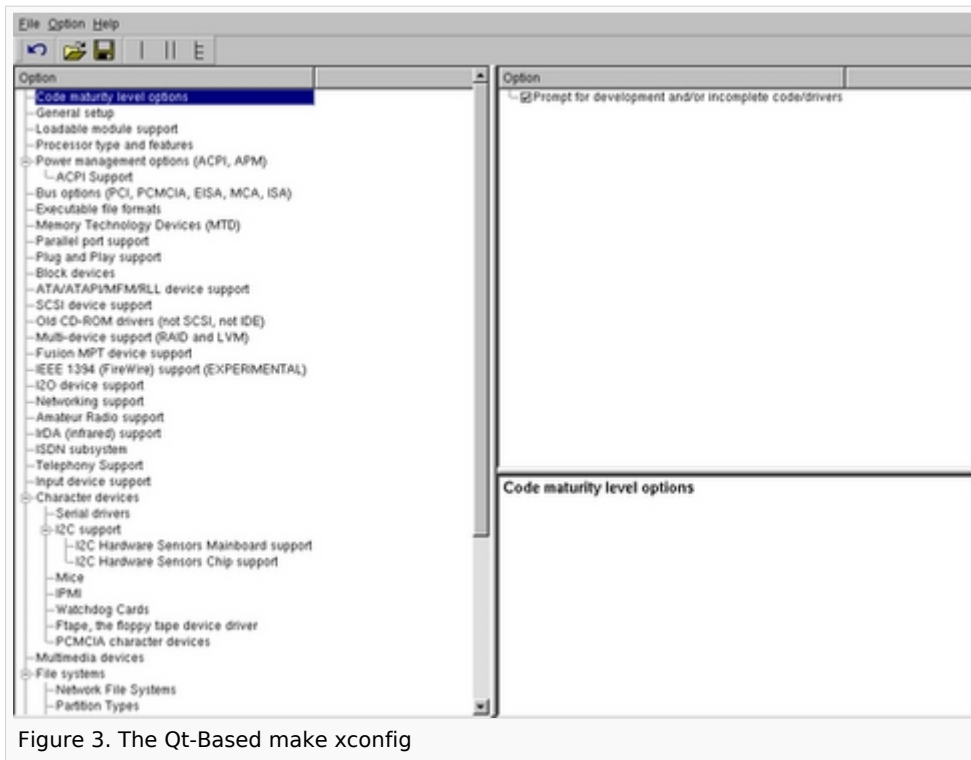 File Option Help
Option
Code maturity level options
General setup
Loadable module support
Processor type and features
Power management options (ACPI, APM)
ACPI Support
Bus options (PCI, PCMCIA, EISA, MCA, ISA)
Executable file formats
Memory Technology Devices (MTD)
Parallel port support
Plug and Play support
Block devices
ATA/ATAPI/MFM/RLL device support
SCSI device support
Old CD-ROM drivers (not SCSI, not IDE)
Multi-device support (RAID and LVM)
Fusion MPT device support
IEEE 1394 (FireWire) support (EXPERIMENTAL)
I2O device support
Networking support
Amateur Radio support
IrDA (infrared) support
ISDN subsystem
Telephony Support
Input device support
Character devices
Serial drivers
I2C support
I2C Hardware Sensors Mainboard support
I2C Hardware Sensors Chip support
Mice
IPMI
Watchdog Cards
Ftape, the floppy tape device driver
PCMCIA character devices
Multimedia devices
File systems
Network File Systems
Partition Types
Option
Prompt for development and/or incomplete code/drivers
Code maturity level options
Figure 3. The Qt-Based make xconfig